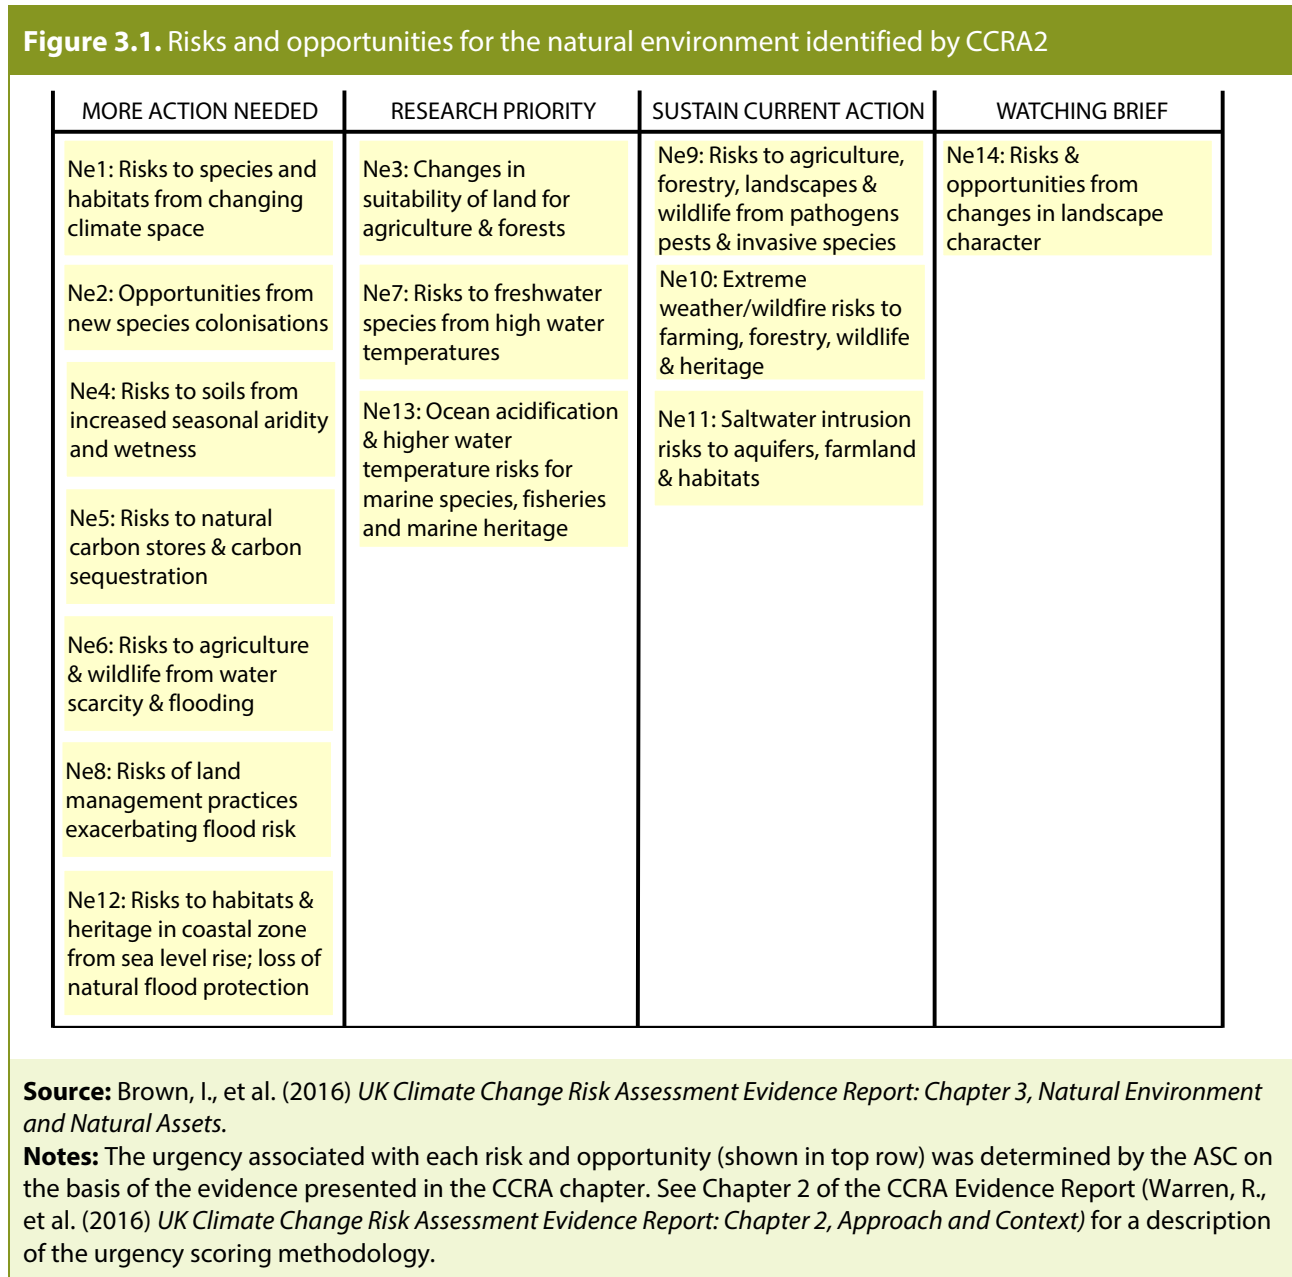 Figure 3.1. Risks and opportunities for the natural environment identified by CCRA2
MORE ACTION NEEDED
Ne1: Risks to species and
habitats from changing
climate space
Ne2: Opportunities from
new species colonisations
Ne4: Risks to soils from
increased seasonal aridity
and wetness
Ne5: Risks to natural
carbon stores & carbon
sequestration
Ne6: Risks to agriculture
& wildlife from water
scarcity & flooding
Ne8: Risks of land
management practices
exacerbating flood risk
Ne12: Risks to habitats &
heritage in coastal zone
from sea level rise; loss of
natural flood protection
RESEARCH PRIORITY
Ne3: Changes in
suitability of land for
agriculture & forests
Ne7: Risks to freshwater
species from high water
temperatures
Ne13: Ocean acidification
& higher water
temperature risks for
marine species, fisheries
and marine heritage
SUSTAIN CURRENT ACTION
Ne9: Risks to agriculture,
forestry, landscapes &
wildlife from pathogens
pests & invasive species
Ne10: Extreme
weather/wildfire risks to
farming, forestry, wildlife
& heritage
Ne11: Saltwater intrusion
risks to aquifers, farmland
& habitats
WATCHING BRIEF
Ne14: Risks &
opportunities from
changes in landscape
character
Source: Brown, I., et al. (2016) UK Climate Change Risk Assessment Evidence Report: Chapter 3, Natural Environment
and Natural Assets.
Notes: The urgency associated with each risk and opportunity (shown in top row) was determined by the ASC on
the basis of the evidence presented in the CCRA chapter. See Chapter 2 of the CCRA Evidence Report (Warren, R.,
et al. (2016) UK Climate Change Risk Assessment Evidence Report: Chapter 2, Approach and Context) for a description
of the urgency scoring methodology.